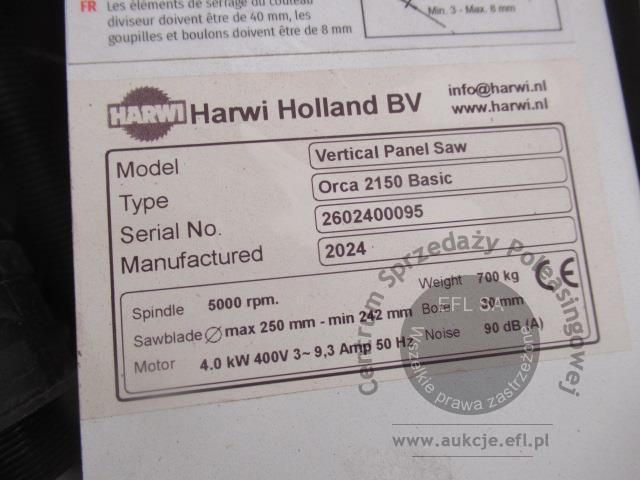 FR Les éléments de serrage du couteau
diviseur doivent être de 40 mm, les
goupilles et boulons doivent être de 8 mm
Min. 3 - Max. 8 mm
HARWI Harwi Holland BV
info@harwi.nl
www.harwi.nl
Model Vertical Panel Saw
Type Orca 2150 Basic
Serial No. 2602400095
Manufactured 2024
Spindle 5000 rpm. Weight 700 kg CE
Sawblade ∅ max 250 mm - min 242 mm Bore 30 mm
Motor 4.0 kW 400V 3~ 9,3 Amp 50 Hz Noise 90 dB (A)
Centrum Sprzedaży Poleasingowej
EFL SA
Wszelkie prawa zastrzeżone
www.aukcje.efl.pl